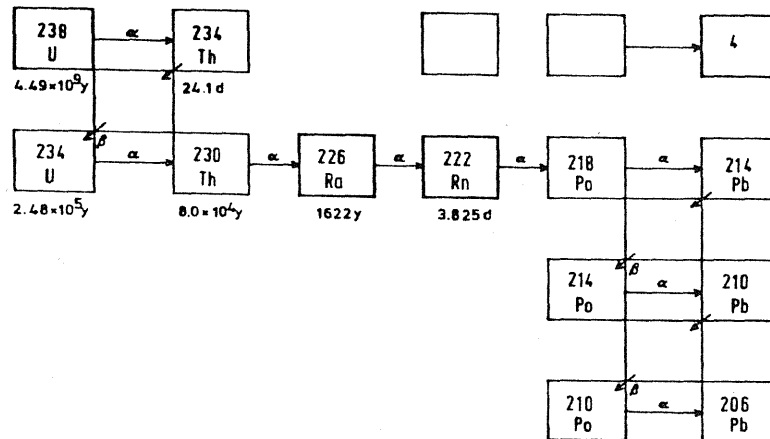 238 α 234 4
U Th
4.49×10⁹y 24.1d
β
234 α 230 α 226 α 222 α 218 α 214
U Th Ra Rn Po Pb
2.48×10⁵y 8.0×10⁴y 1622y 3.825d
β
214 α 210
Po Pb
β
210 α 206
Po Pb